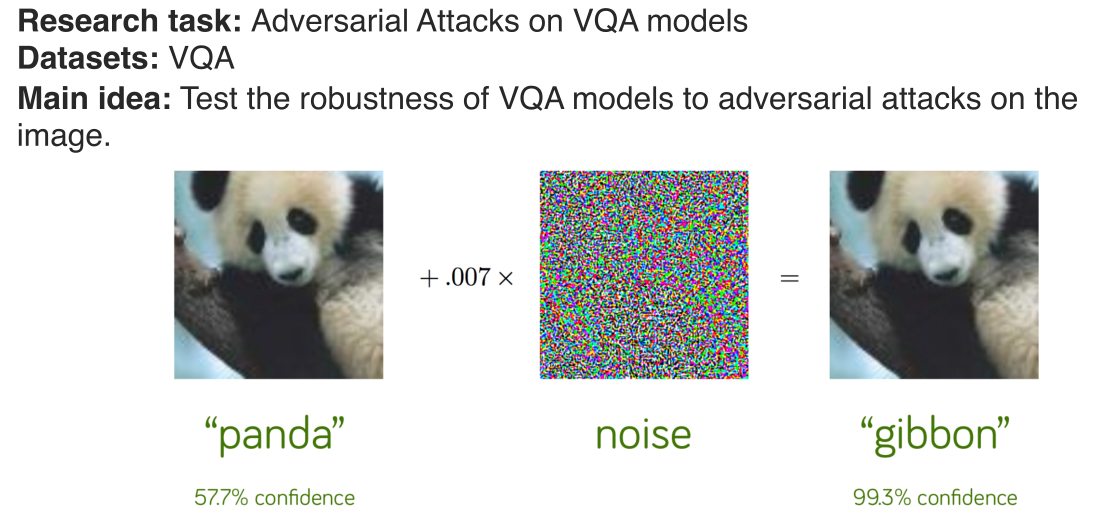 Research task: Adversarial Attacks on VQA models
Datasets: VQA
Main idea: Test the robustness of VQA models to adversarial attacks on the
image.
+ .007 ×
=
“panda”
noise
“gibbon”
57.7% confidence
99.3% confidence